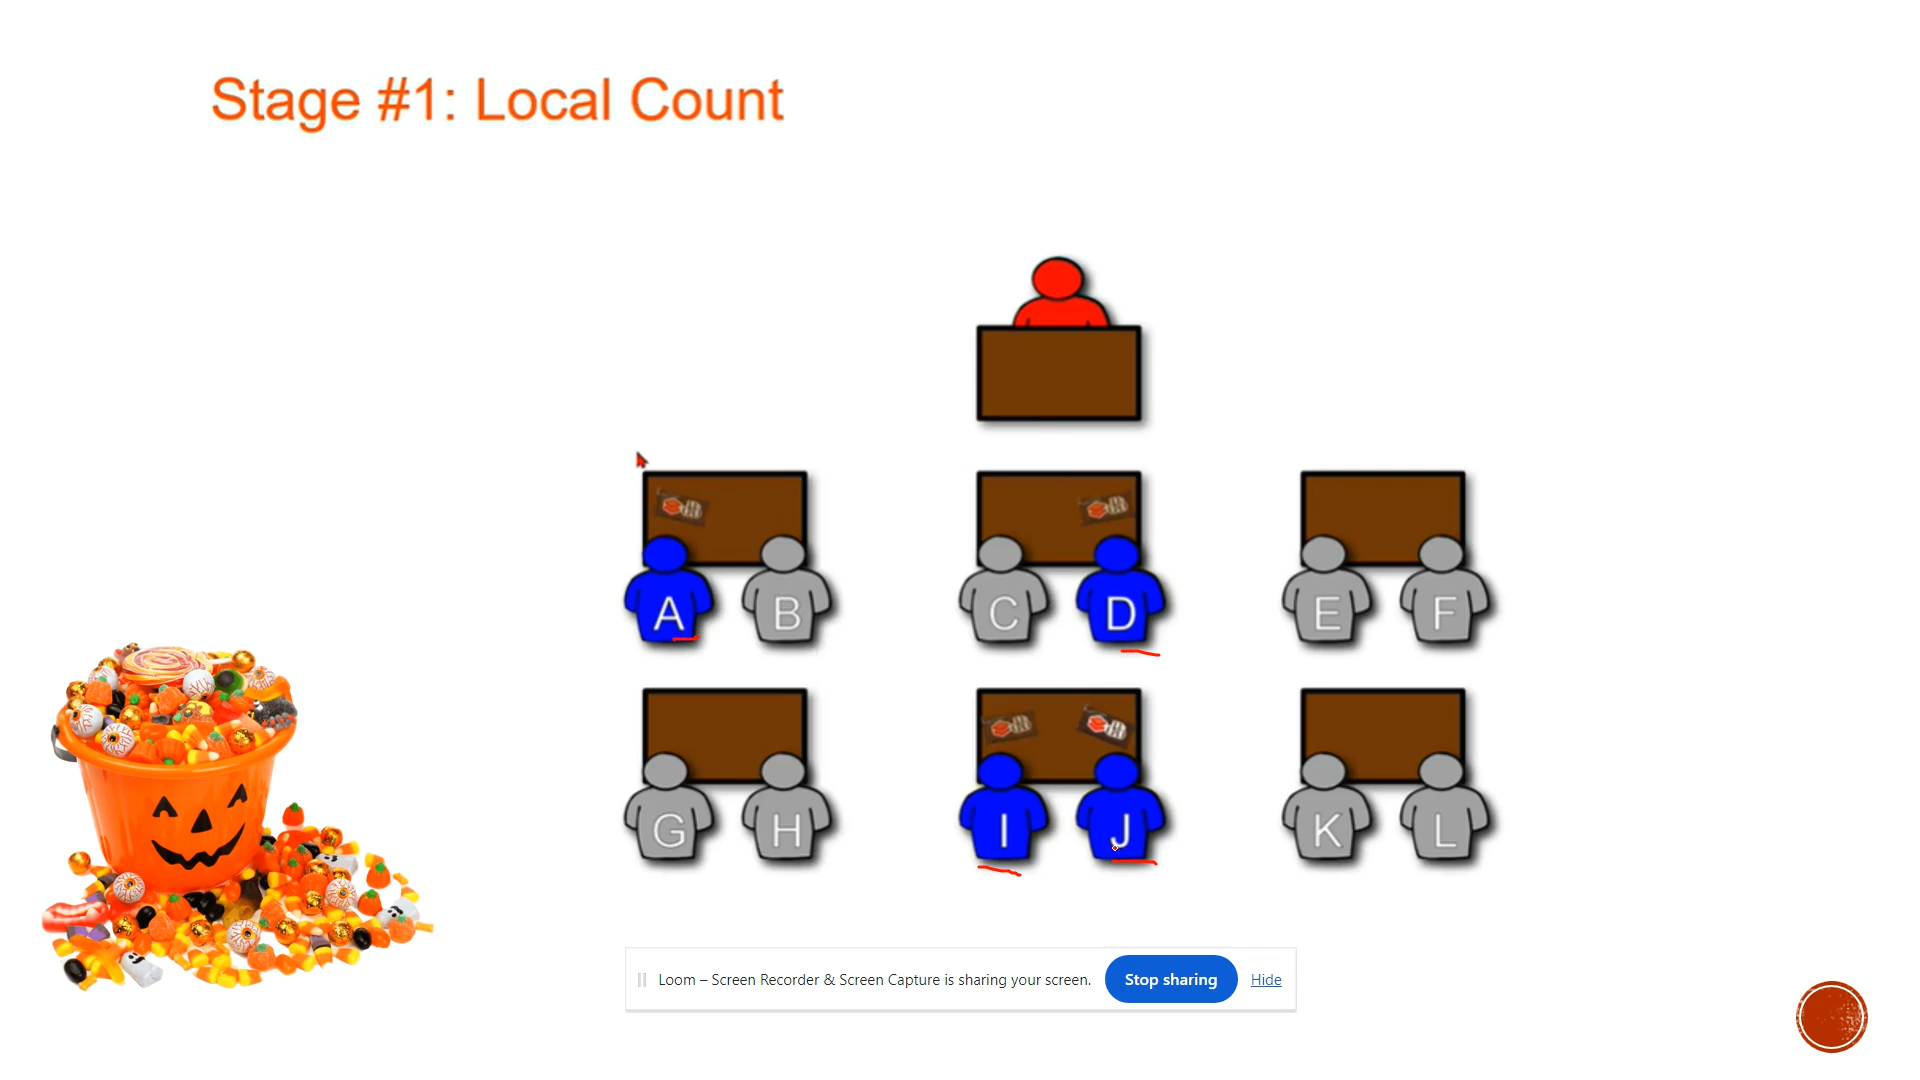 Stage #1: Local Count
A B C D E F
G H I J K L
Loom – Screen Recorder & Screen Capture is sharing your screen. Stop sharing Hide